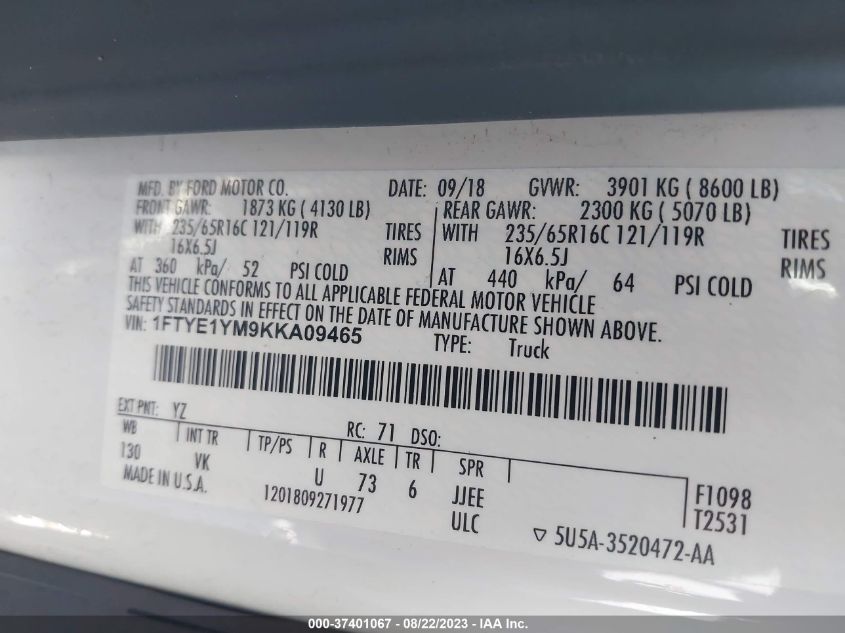 MFD. BY FORD MOTOR CO. DATE: 09/18 GVWR: 3901 KG ( 8600 LB)
FRONT GAWR: 1873 KG ( 4130 LB) REAR GAWR: 2300 KG ( 5070 LB)
WITH 235/65R16C 121/119R TIRES WITH 235/65R16C 121/119R TIRES
16X6.5J RIMS 16X6.5J RIMS
AT 360 kPa/ 52 PSI COLD AT 440 kPa/ 64 PSI COLD
THIS VEHICLE CONFORMS TO ALL APPLICABLE FEDERAL MOTOR VEHICLE
SAFETY STANDARDS IN EFFECT ON THE DATE OF MANUFACTURE SHOWN ABOVE.
VIN: 1FTYE1YM9KKA09465 TYPE: Truck
EXT PNT: YZ RC: 71 DSO:
WB INT TR TP/PS R AXLE TR SPR
130 VK U 73 6 JJEE F1098
MADE IN U.S.A. 1201809271977 ULC T2531
▽ 5U5A-3520472-AA
000-37401067 - 08/22/2023 - IAA Inc.